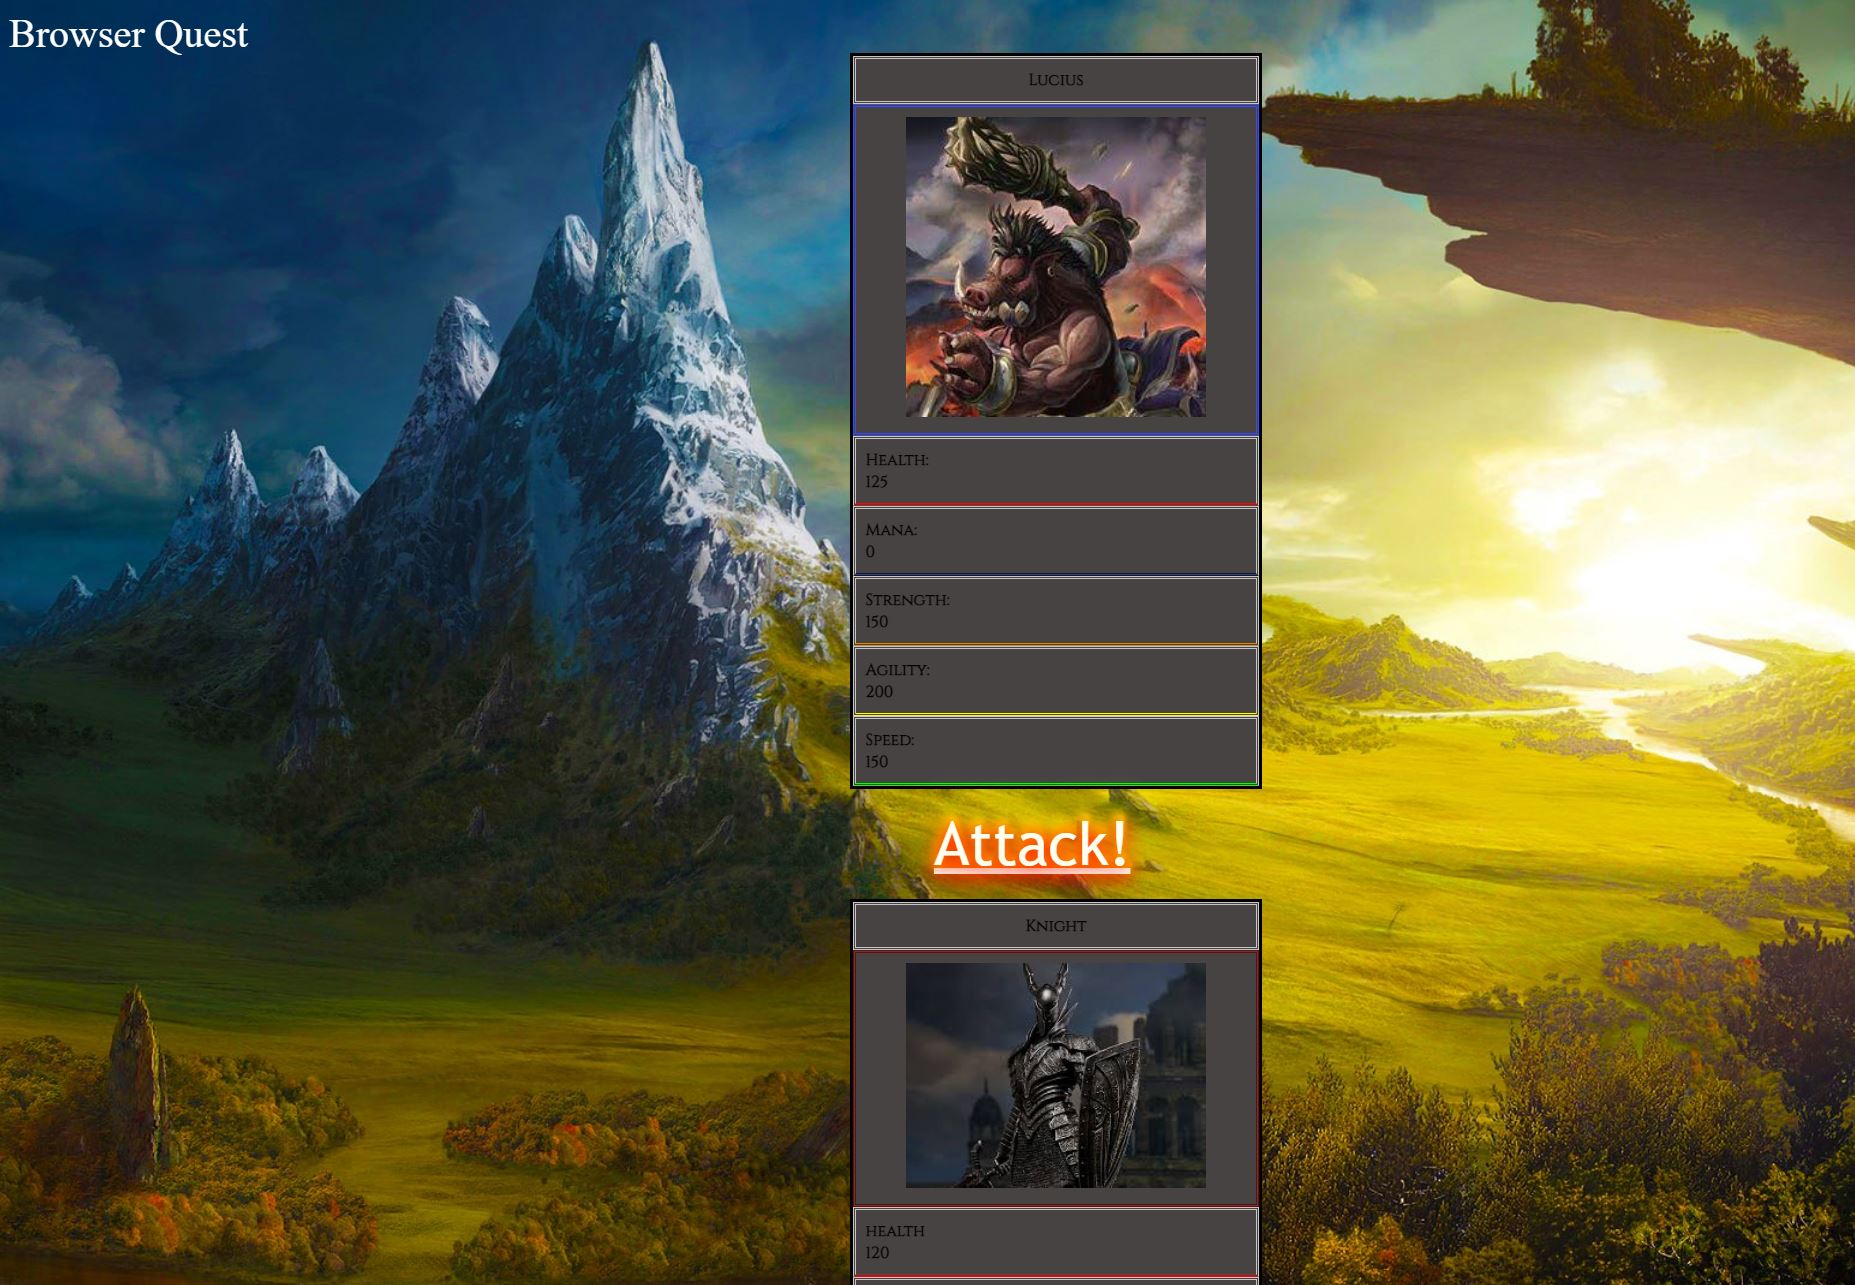 Browser Quest
Lucius
Health:
125
Mana:
0
Strength:
150
Agility:
200
Speed:
150
Attack!
Knight
health
120